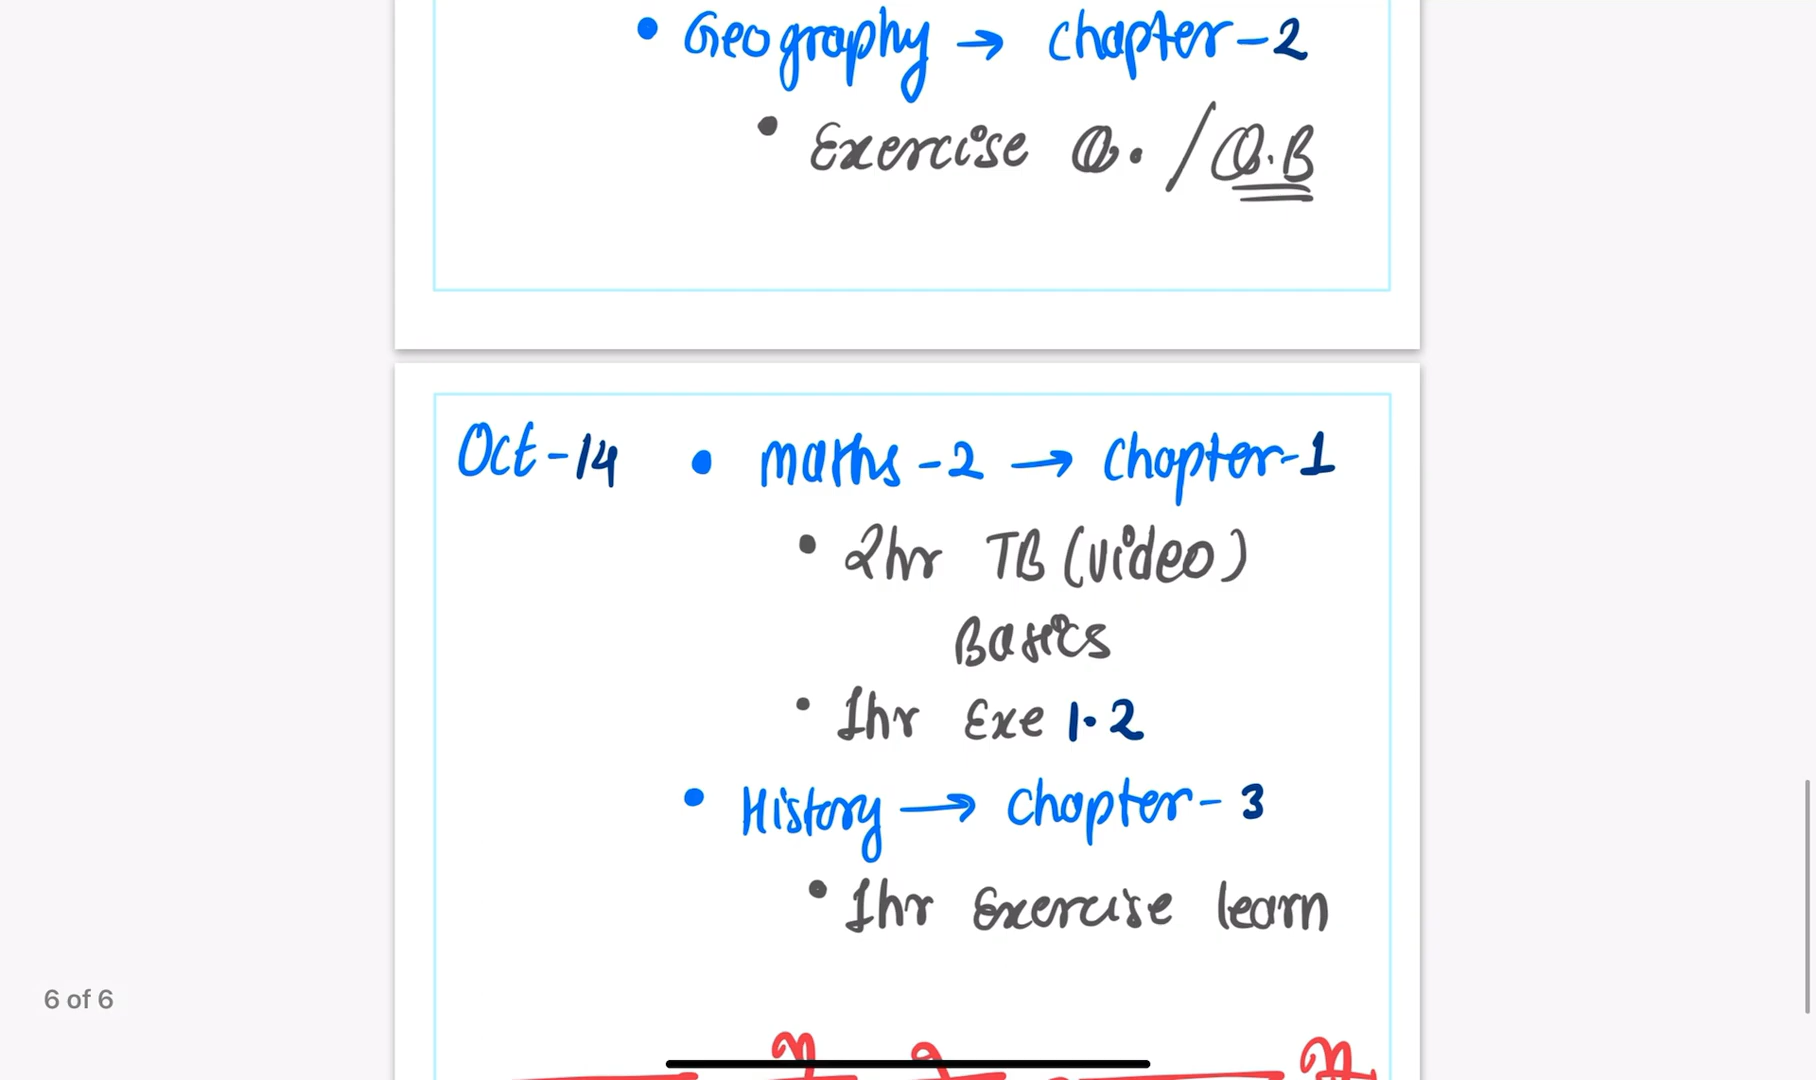 • Geography → chapter-2
• Exercise Q. / Q.B
Oct-14 • maths-2 → chapter-1
• 2hr TB (video)
Basics
• 1hr Exe 1.2
• History → chapter-3
• 1hr Exercise learn
6 of 6